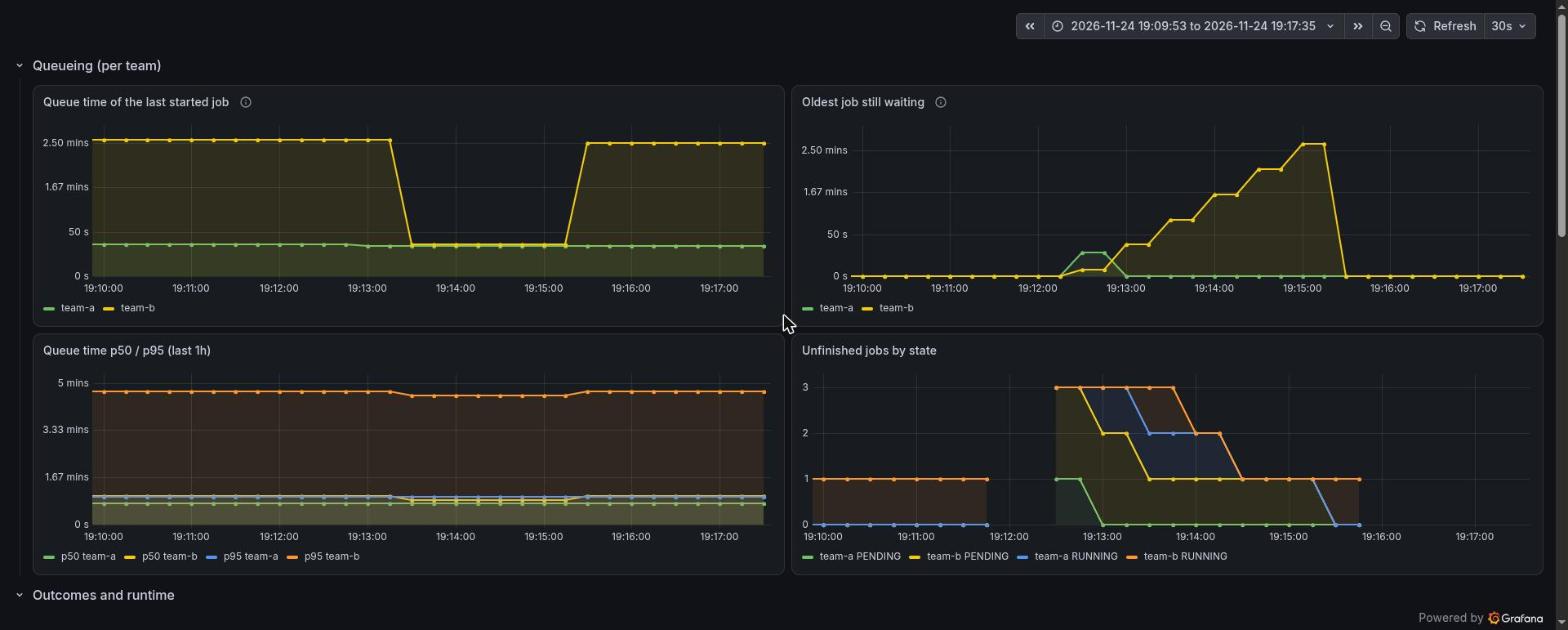 2026-11-24 19:09:53 to 2026-11-24 19:17:35 Refresh 30s
Queueing (per team)
Queue time of the last started job
2.50 mins
1.67 mins
50 s
0 s
19:10:00 19:11:00 19:12:00 19:13:00 19:14:00 19:15:00 19:16:00 19:17:00
team-a team-b
Oldest job still waiting
2.50 mins
1.67 mins
50 s
0 s
19:10:00 19:11:00 19:12:00 19:13:00 19:14:00 19:15:00 19:16:00 19:17:00
team-a team-b
Queue time p50 / p95 (last 1h)
5 mins
3.33 mins
1.67 mins
0 s
19:10:00 19:11:00 19:12:00 19:13:00 19:14:00 19:15:00 19:16:00 19:17:00
p50 team-a p50 team-b p95 team-a p95 team-b
Unfinished jobs by state
3
2
1
0
19:10:00 19:11:00 19:12:00 19:13:00 19:14:00 19:15:00 19:16:00 19:17:00
team-a PENDING team-b PENDING team-a RUNNING team-b RUNNING
Outcomes and runtime
Powered by Grafana